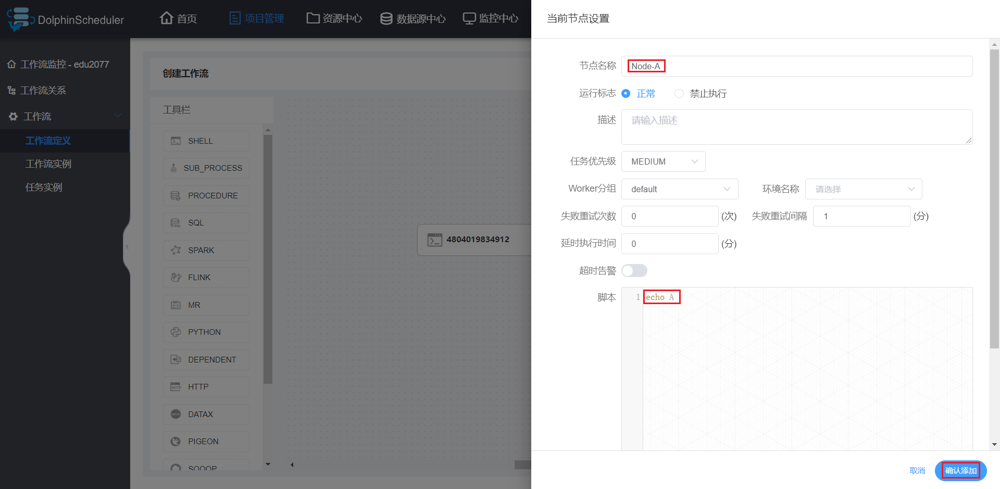 DolphinScheduler
首页
项目管理
资源中心
数据源中心
监控中心
工作流监控 - edu2077
工作流关系
工作流
工作流定义
工作流实例
任务实例
创建工作流
工具栏
SHELL
SUB_PROCESS
PROCEDURE
SQL
SPARK
FLINK
MR
PYTHON
DEPENDENT
HTTP
DATAX
PIGEON
SQOOP
4804019834912
当前节点设置
节点名称 Node-A
运行标志 正常 禁止执行
描述 请输入描述
任务优先级 MEDIUM
Worker分组 default 环境名称 请选择
失败重试次数 0 (次) 失败重试间隔 1 (分)
延时执行时间 0 (分)
超时告警
脚本 1 echo A
取消 确认添加